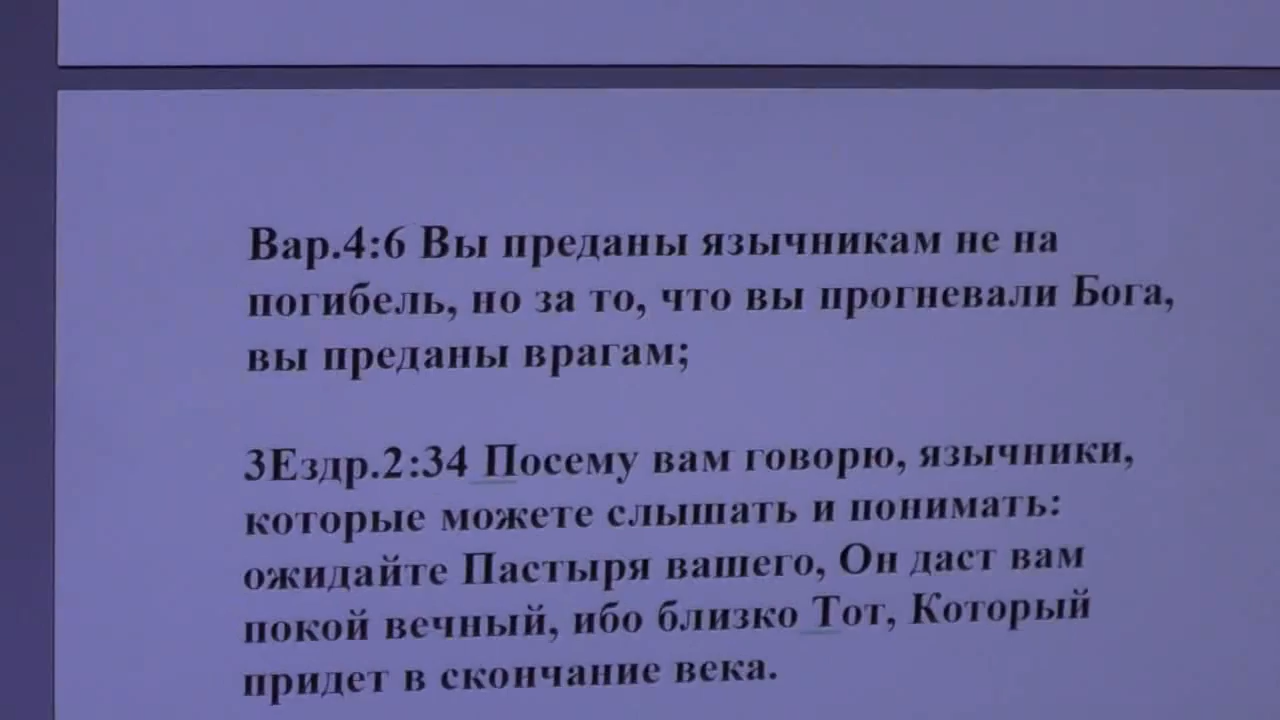 Вар.4:6 Вы преданы язычникам не на
погибель, но за то, что вы прогневали Бога,
вы преданы врагам;
3Ездр.2:34 Посему вам говорю, язычники,
которые можете слышать и понимать:
ожидайте Пастыря вашего, Он даст вам
покой вечный, ибо близко Тот, Который
придет в скончание века.